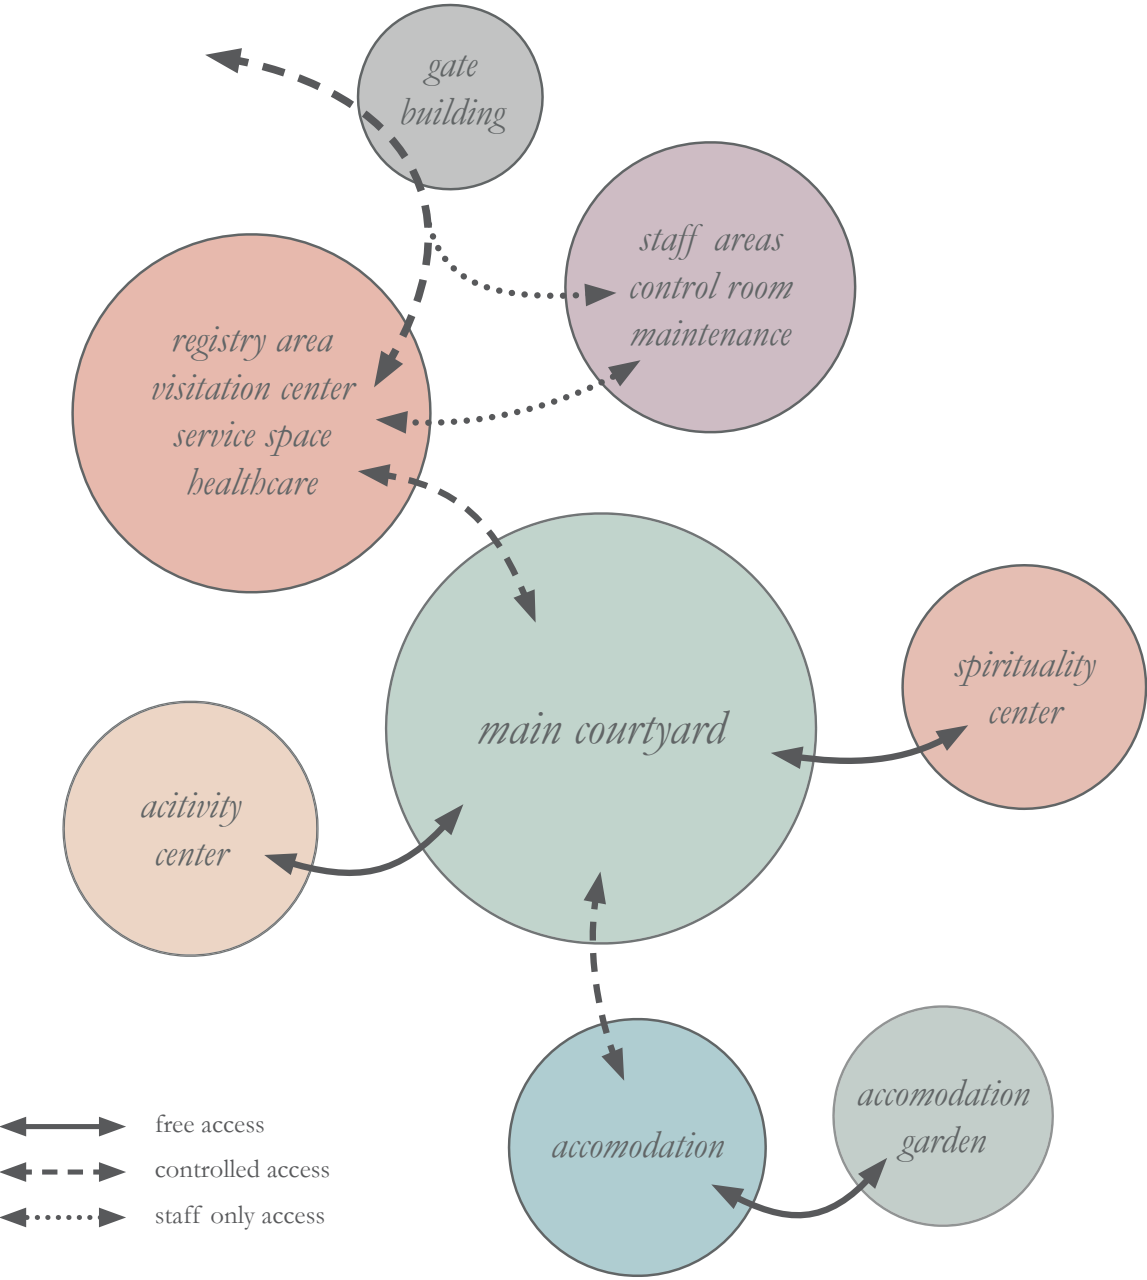 gate
building
staff areas
control room
maintenance
registry area
visitation center
service space
healthcare
spirituality
center
main courtyard
acitivity
center
accomodation
garden
accomodation
free access
controlled access
staff only access